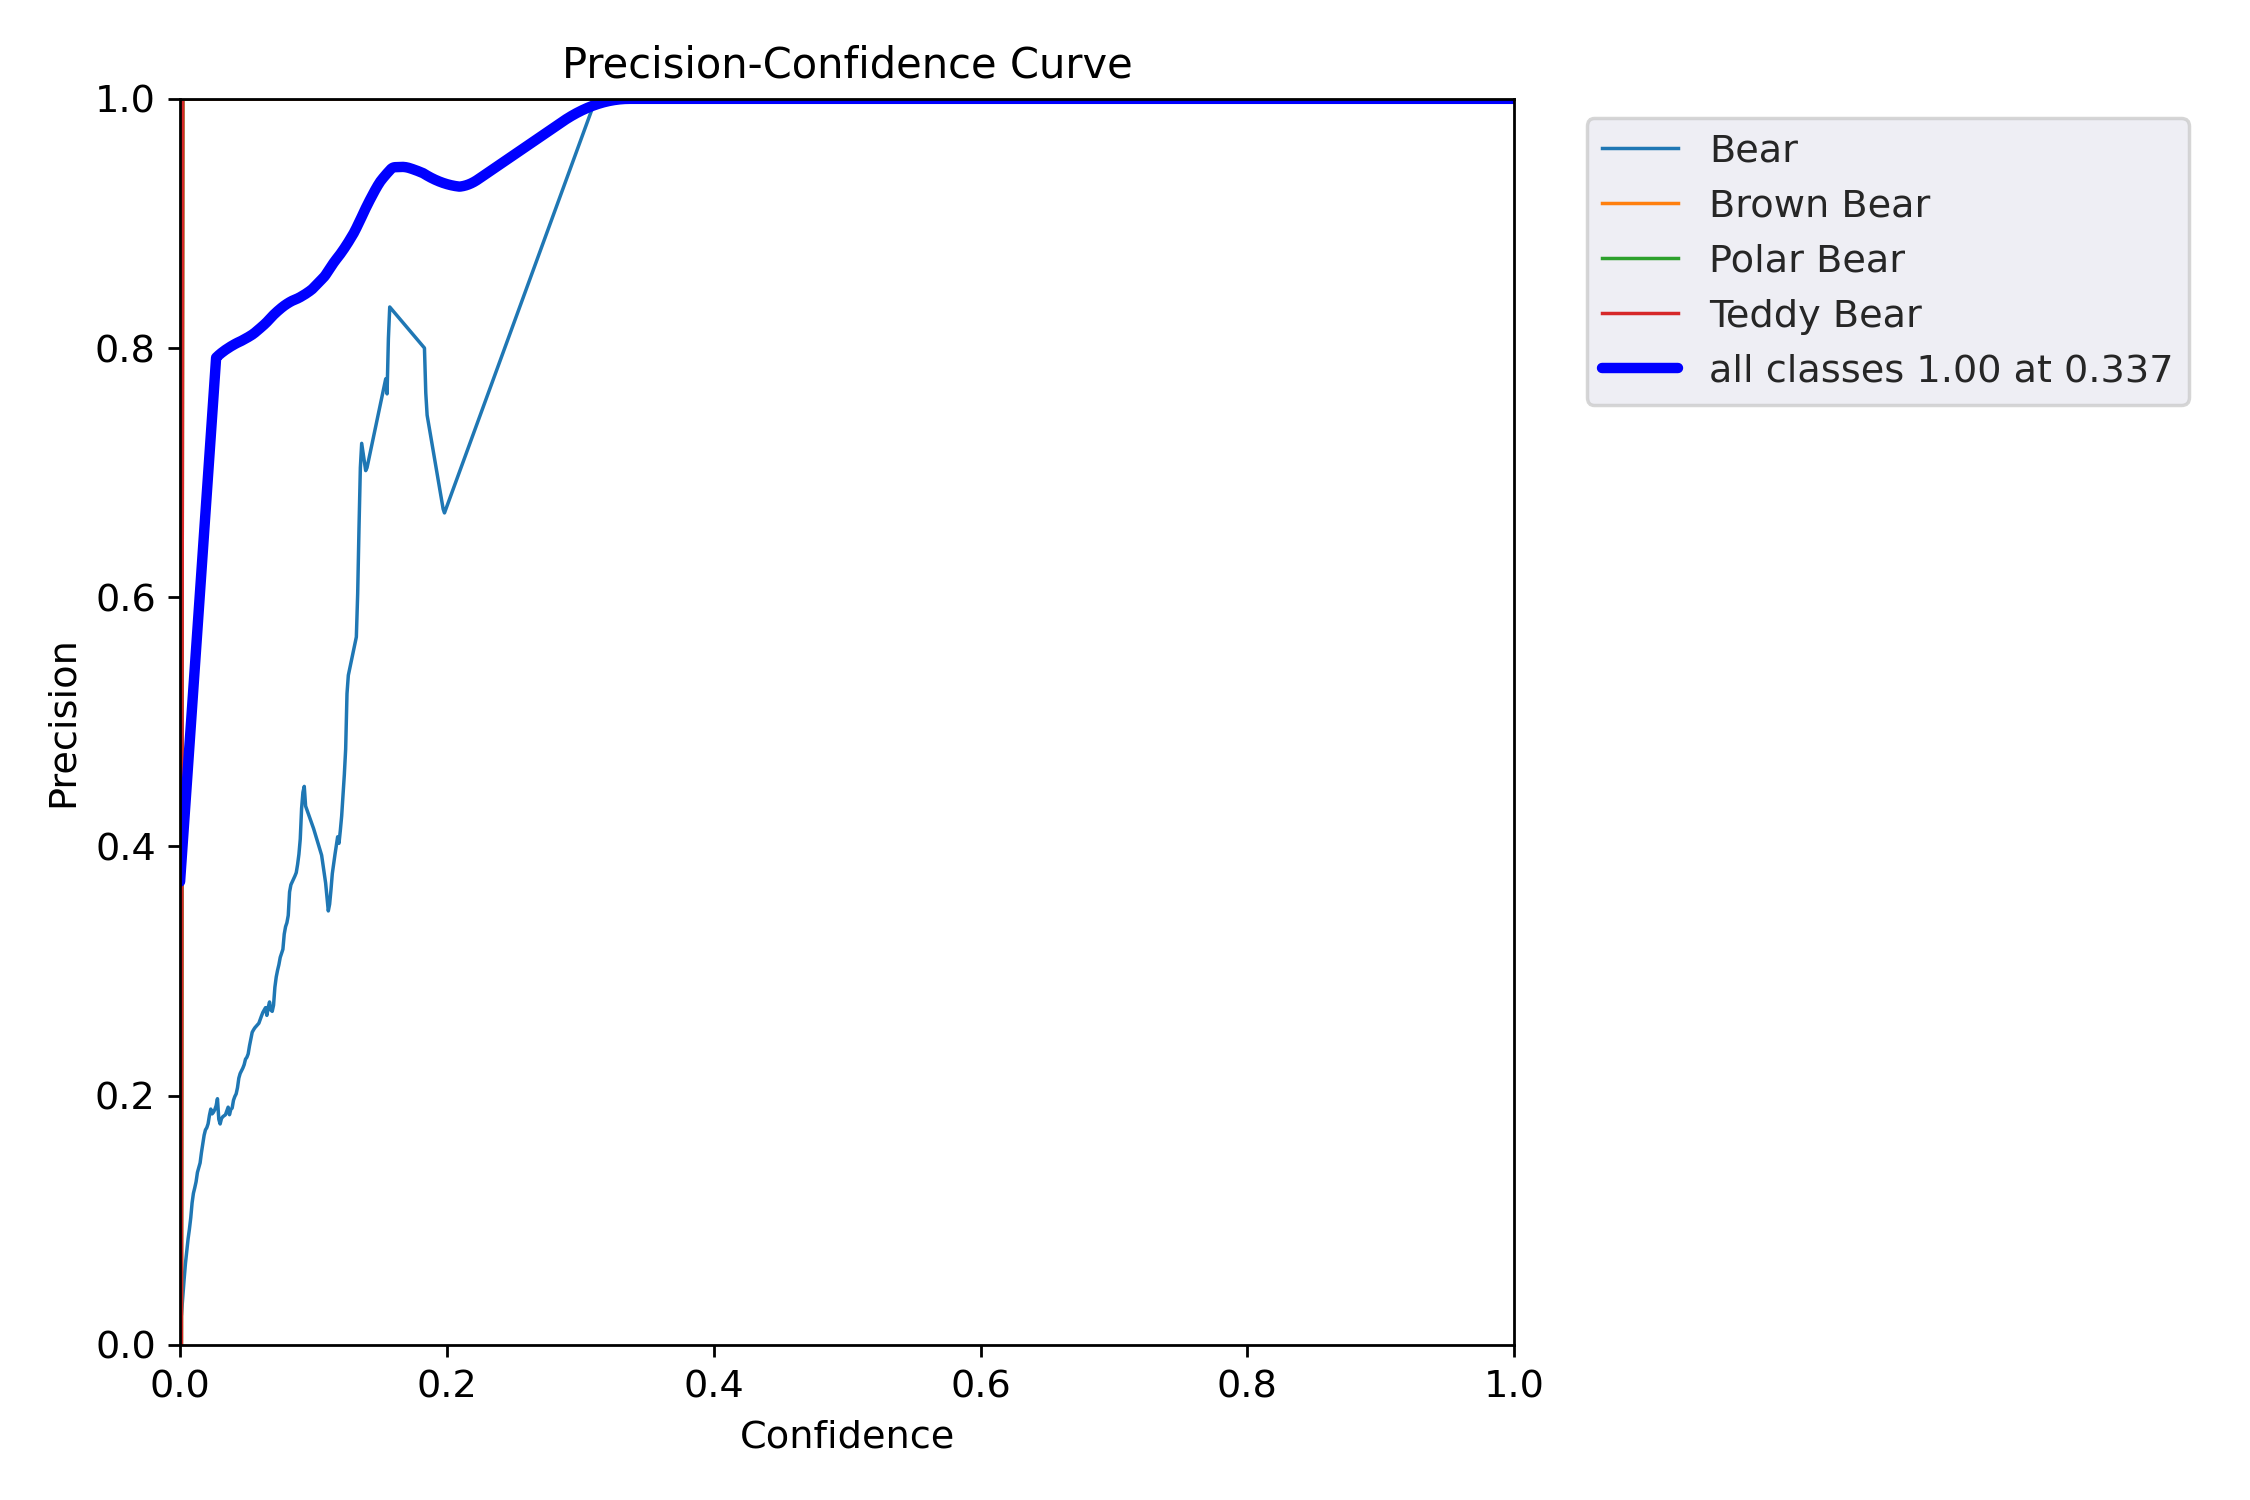 Precision-Confidence Curve
1.0
0.8
0.6
0.4
0.2
0.0
Precision
0.0 0.2 0.4 0.6 0.8 1.0
Confidence
Bear
Brown Bear
Polar Bear
Teddy Bear
all classes 1.00 at 0.337